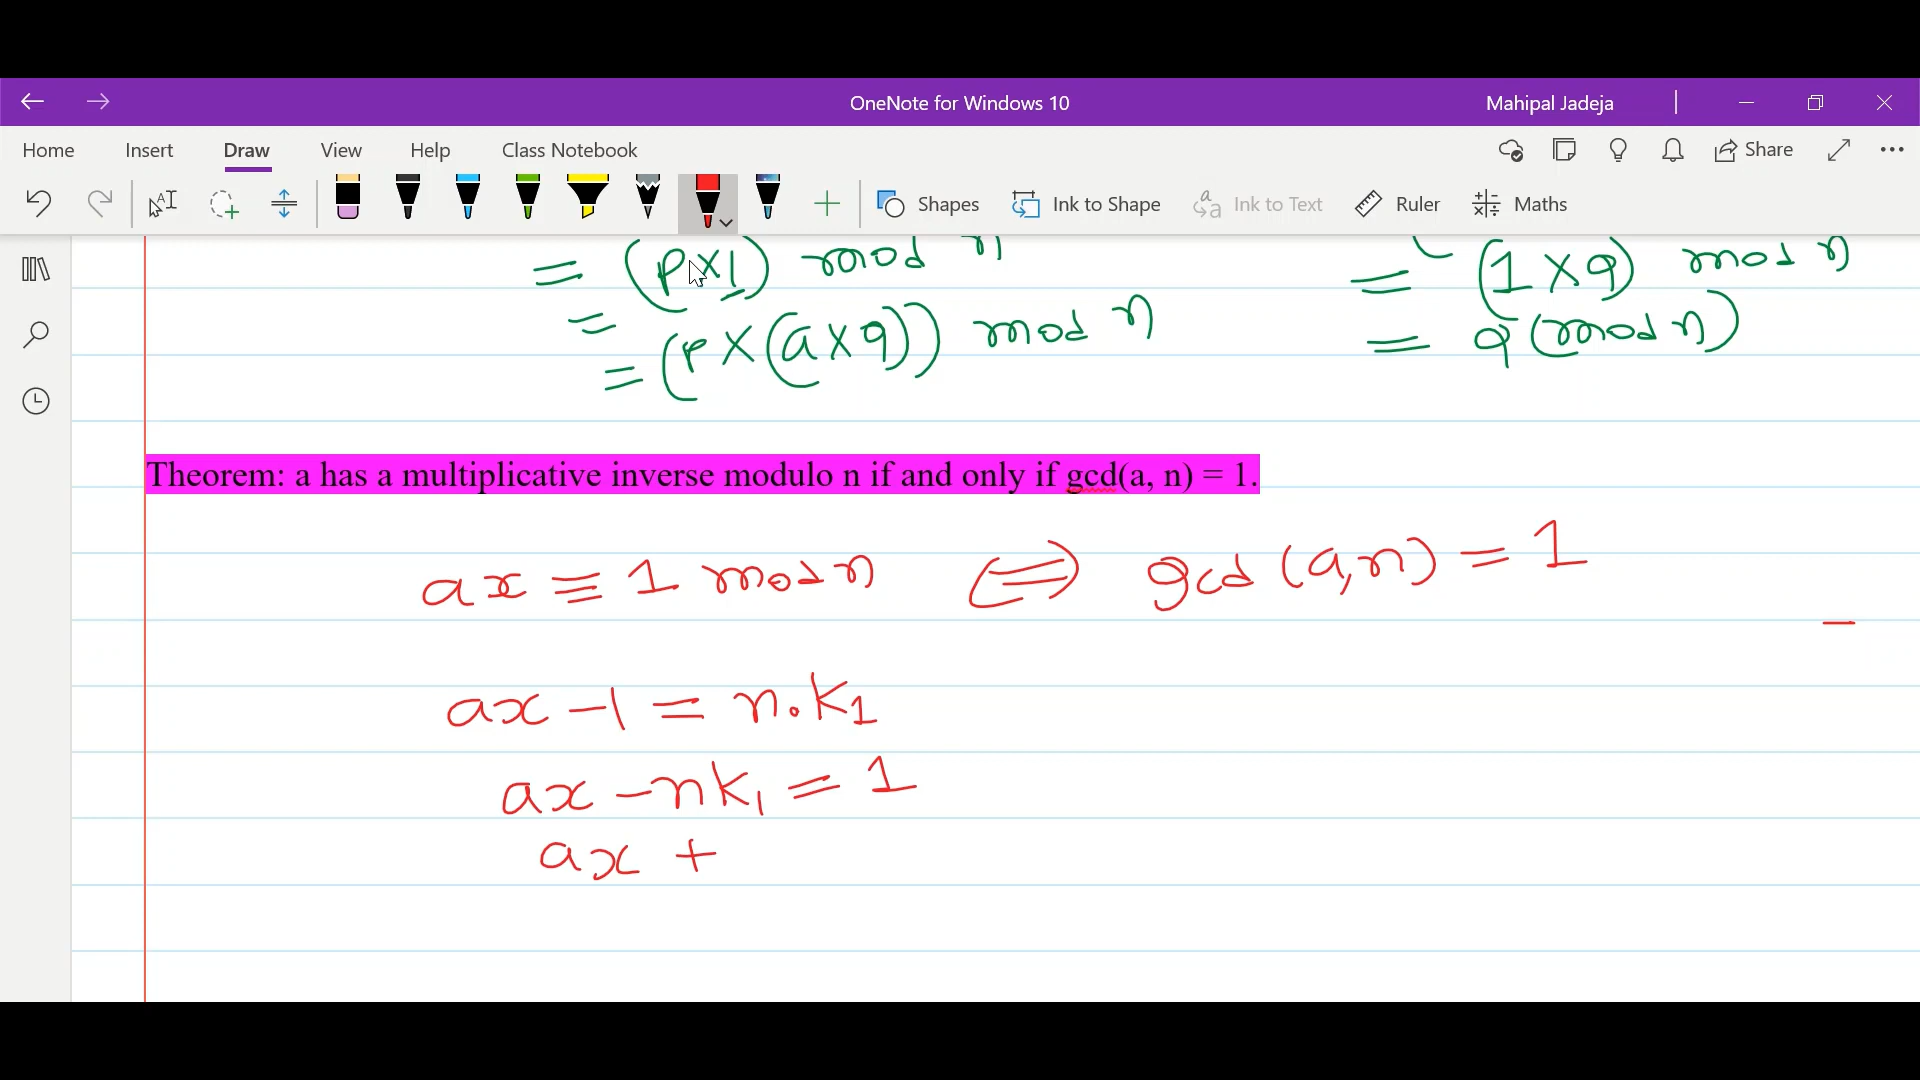 OneNote for Windows 10
Mahipal Jadeja
Home Insert Draw View Help Class Notebook
Share
Shapes Ink to Shape Ink to Text Ruler Maths
= (p×1) mod n
=
= (p×(a×q)) mod n
= (1×q) mod n
= q (mod n)
Theorem: a has a multiplicative inverse modulo n if and only if gcd(a, n) = 1.
ax ≡ 1 mod n ⟺ gcd (a,n) = 1
ax -1 = n.k₁
ax - nk₁ = 1
ax +